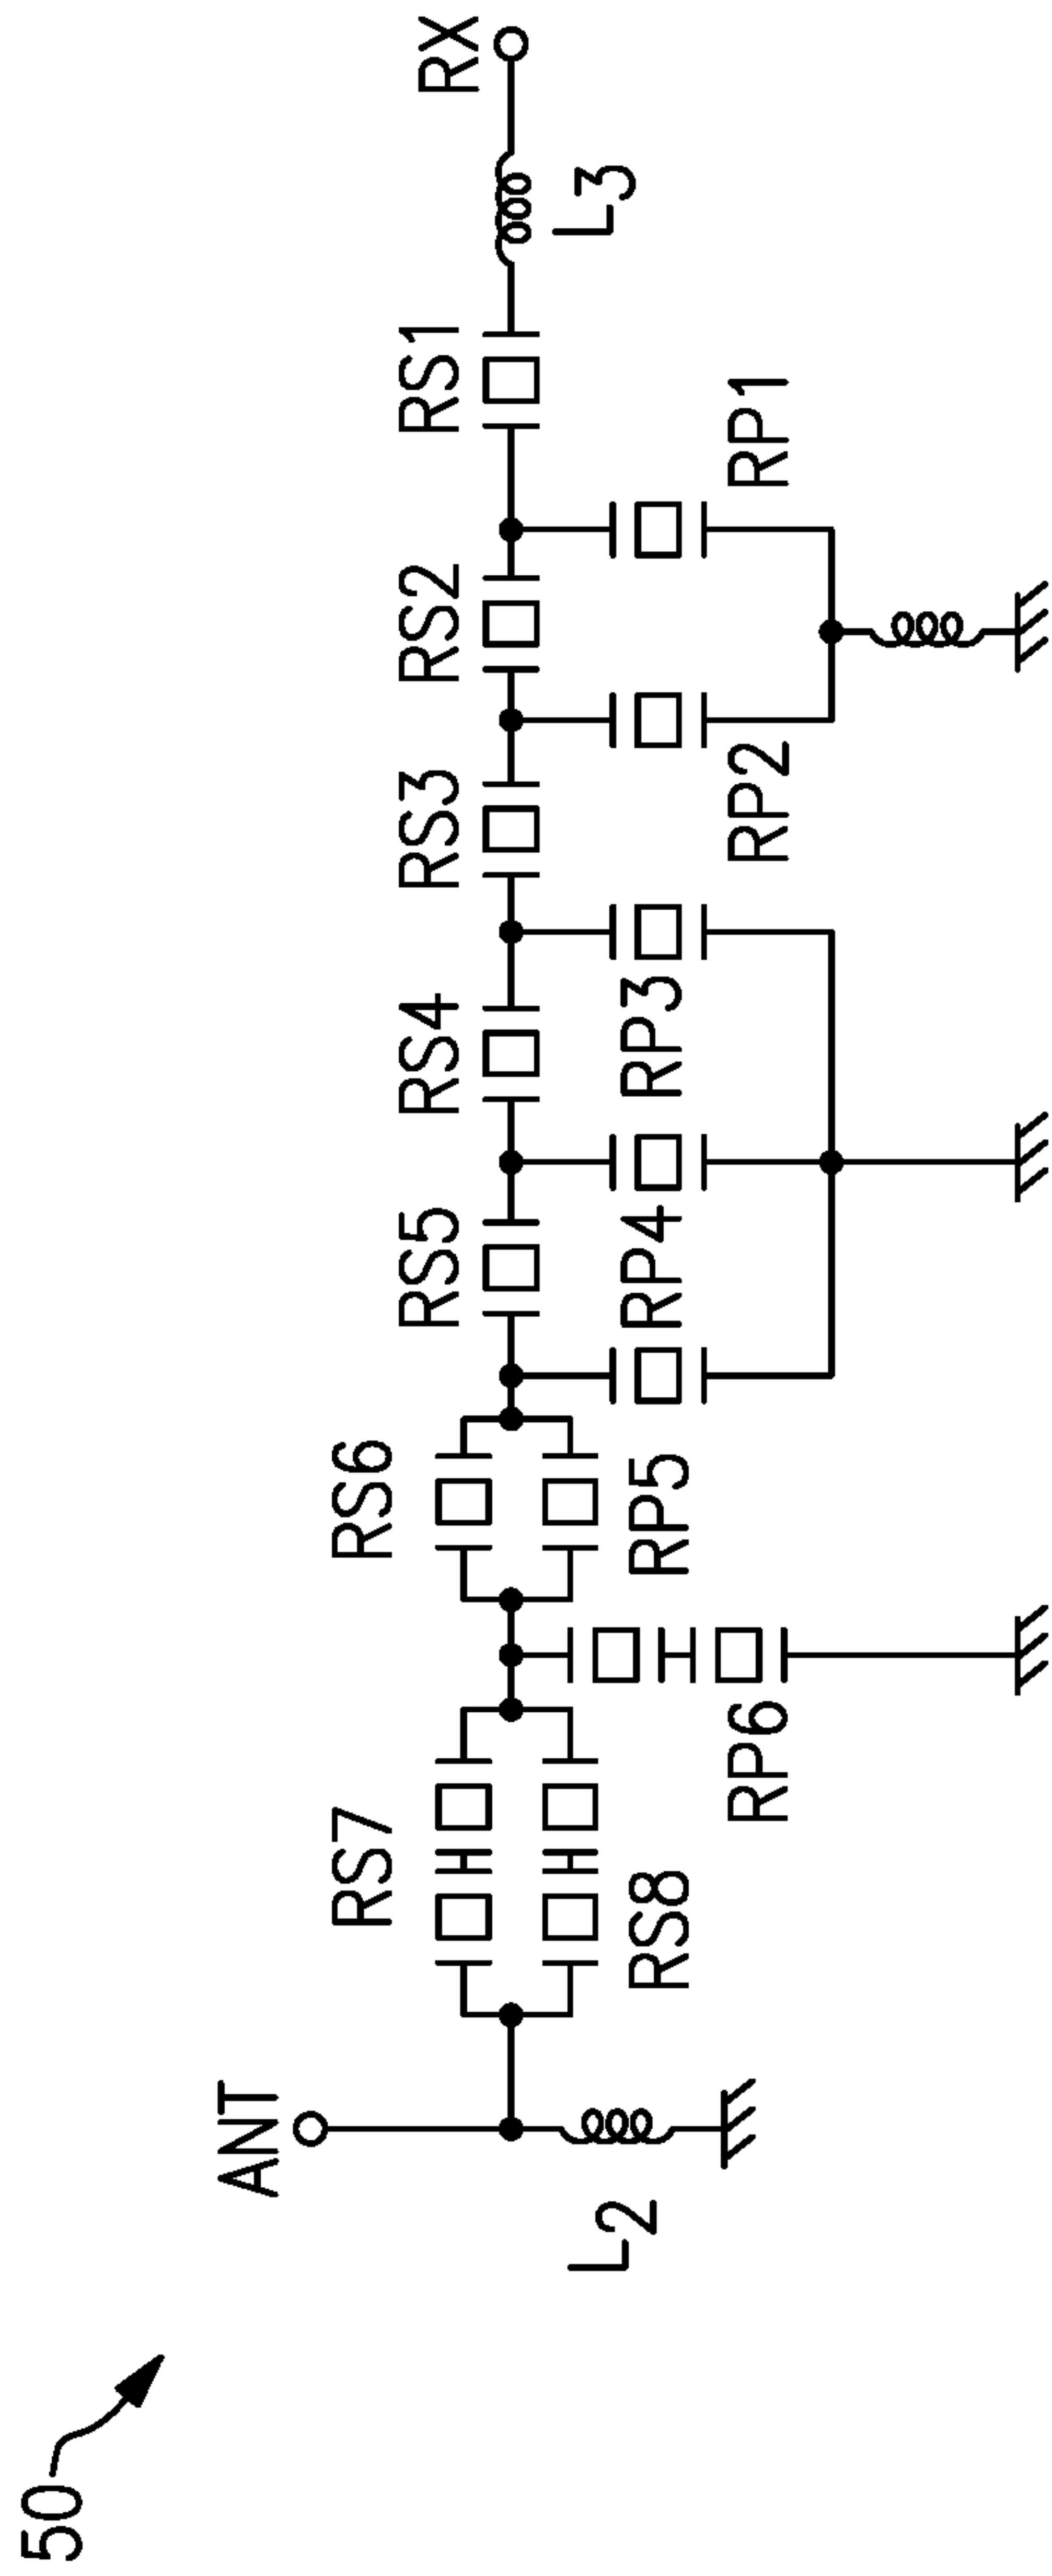 50
ANT
L2
RS7
RS8
RP6
RS6
RP5
RS5
RP4
RS4
RP3
RS3
RP2
RS2
RP1
RS1
L3
RX